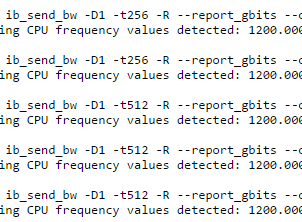 ib_send_bw -D1 -t256 -R --report_gbits --
ing CPU frequency values detected: 1200.000
ib_send_bw -D1 -t256 -R --report_gbits --
ing CPU frequency values detected: 1200.000
ib_send_bw -D1 -t512 -R --report_gbits --
ing CPU frequency values detected: 1200.000
ib_send_bw -D1 -t512 -R --report_gbits --
ing CPU frequency values detected: 1200.000
ib_send_bw -D1 -t512 -R --report_gbits --
ing CPU frequency values detected: 1200.000